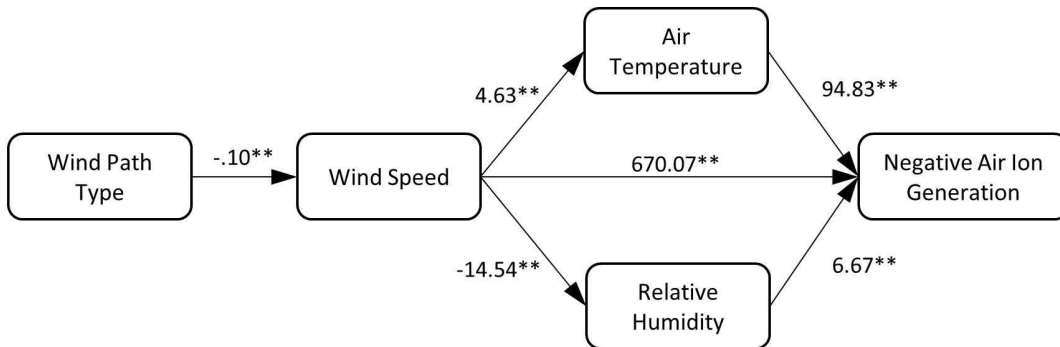 Air
Temperature
4.63**
94.83**
Wind Path
Type
-.10**
Wind Speed
670.07**
Negative Air Ion
Generation
-14.54**
6.67**
Relative
Humidity